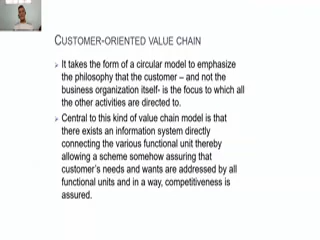 CUSTOMER-ORIENTED VALUE CHAIN
It takes the form of a circular model to emphasize
the philosophy that the customer – and not the
business organization itself- is the focus to which all
the other activities are directed to.
Central to this kind of value chain model is that
there exists an information system directly
connecting the various functional unit thereby
allowing a scheme somehow assuring that
customer's needs and wants are addressed by all
functional units and in a way, competitiveness is
assured.